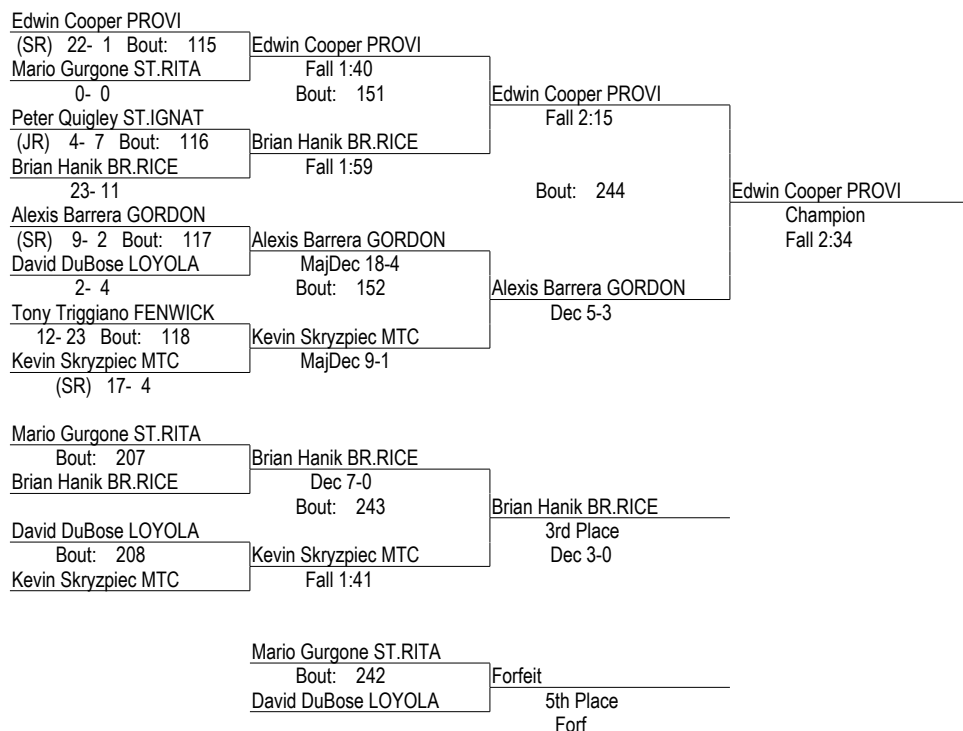 Edwin Cooper PROVI
(SR) 22- 1 Bout: 115
Mario Gurgone ST.RITA
0- 0
Peter Quigley ST.IGNAT
(JR) 4- 7 Bout: 116
Brian Hanik BR.RICE
23- 11
Alexis Barrera GORDON
(SR) 9- 2 Bout: 117
David DuBose LOYOLA
2- 4
Tony Triggiano FENWICK
12- 23 Bout: 118
Kevin Skryzpiec MTC
(SR) 17- 4
Edwin Cooper PROVI
Fall 1:40
Bout: 151
Brian Hanik BR.RICE
Fall 1:59
Alexis Barrera GORDON
MajDec 18-4
Bout: 152
Kevin Skryzpiec MTC
MajDec 9-1
Edwin Cooper PROVI
Fall 2:15
Bout: 244
Alexis Barrera GORDON
Dec 5-3
Edwin Cooper PROVI
Champion
Fall 2:34
Mario Gurgone ST.RITA
Bout: 207
Brian Hanik BR.RICE
David DuBose LOYOLA
Bout: 208
Kevin Skryzpiec MTC
Brian Hanik BR.RICE
Dec 7-0
Bout: 243
Kevin Skryzpiec MTC
Fall 1:41
Brian Hanik BR.RICE
3rd Place
Dec 3-0
Mario Gurgone ST.RITA
Bout: 242
David DuBose LOYOLA
Forfeit
5th Place
Forf